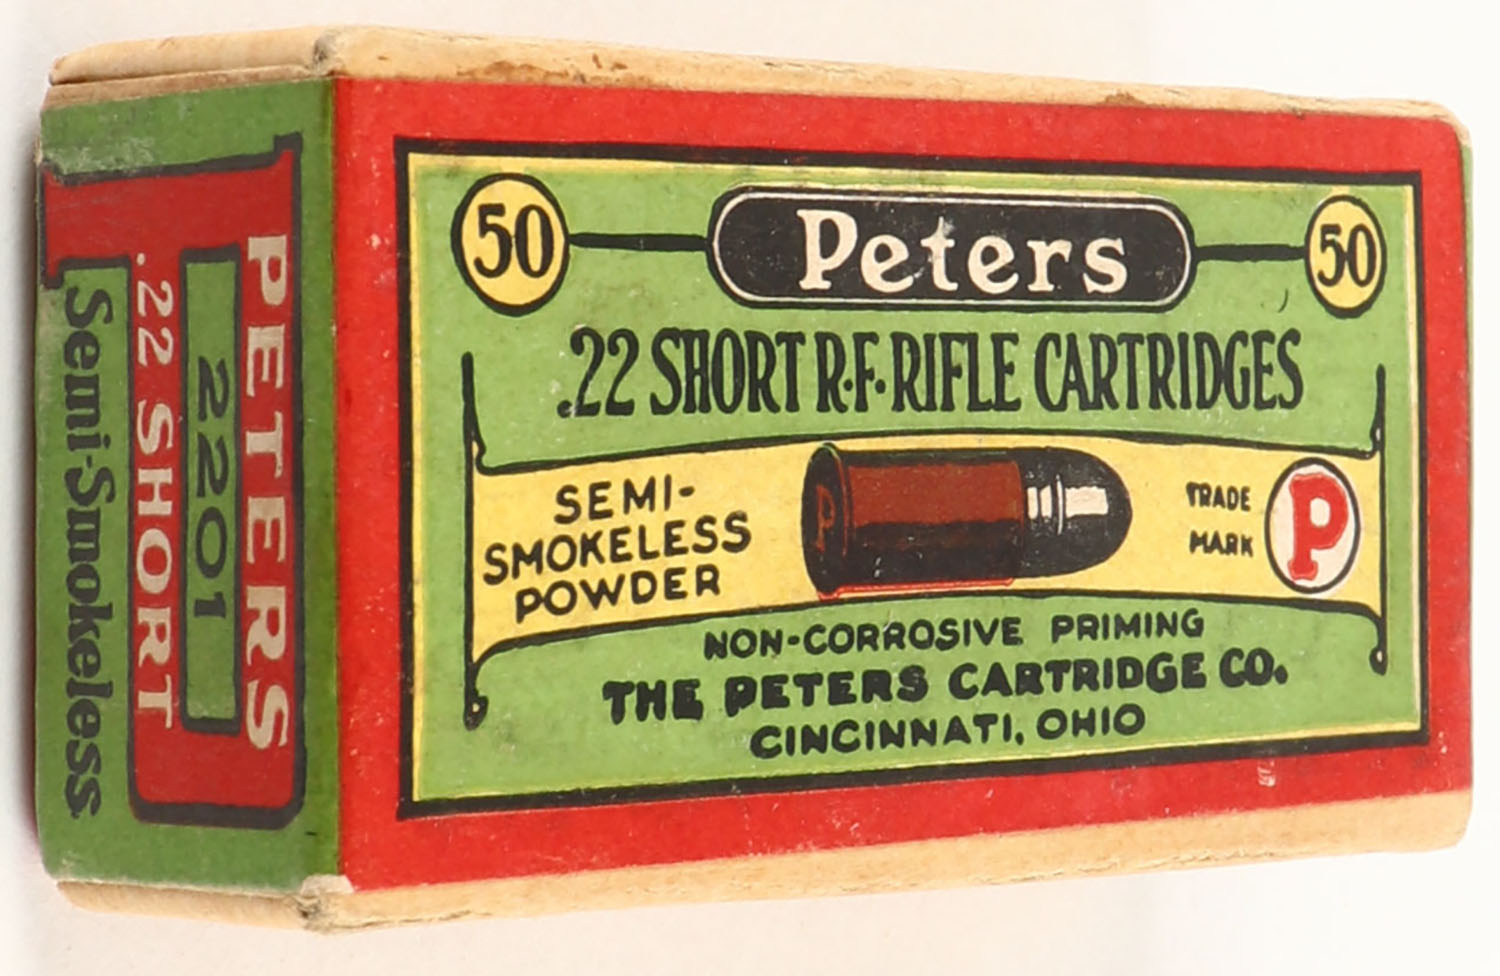 50 Peters 50
.22 SHORT R·F·RIFLE CARTRIDGES
SEMI-
SMOKELESS
POWDER
P
TRADE
MARK
P
NON-CORROSIVE PRIMING
THE PETERS CARTRIDGE CO.
CINCINNATI, OHIO
PETERS
2201
.22 SHORT
Semi-Smokeless